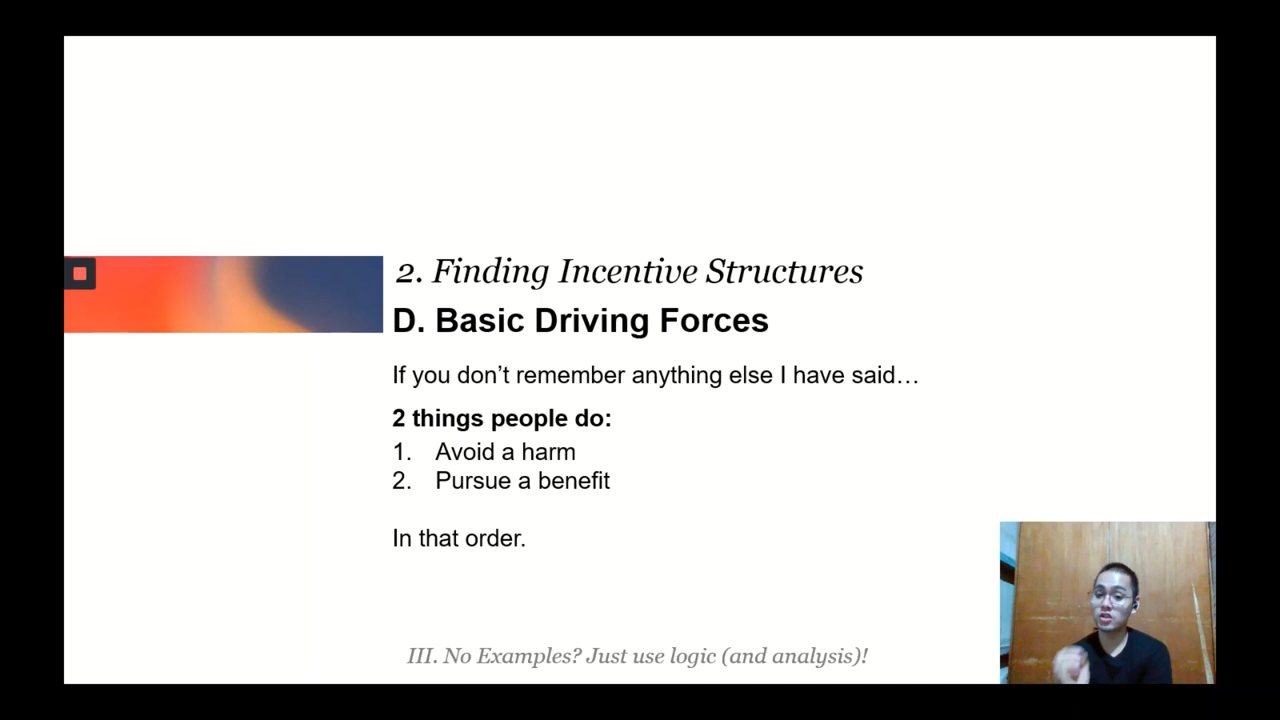 2. Finding Incentive Structures
D. Basic Driving Forces
If you don’t remember anything else I have said…
2 things people do:
1. Avoid a harm
2. Pursue a benefit
In that order.
III. No Examples? Just use logic (and analysis)!